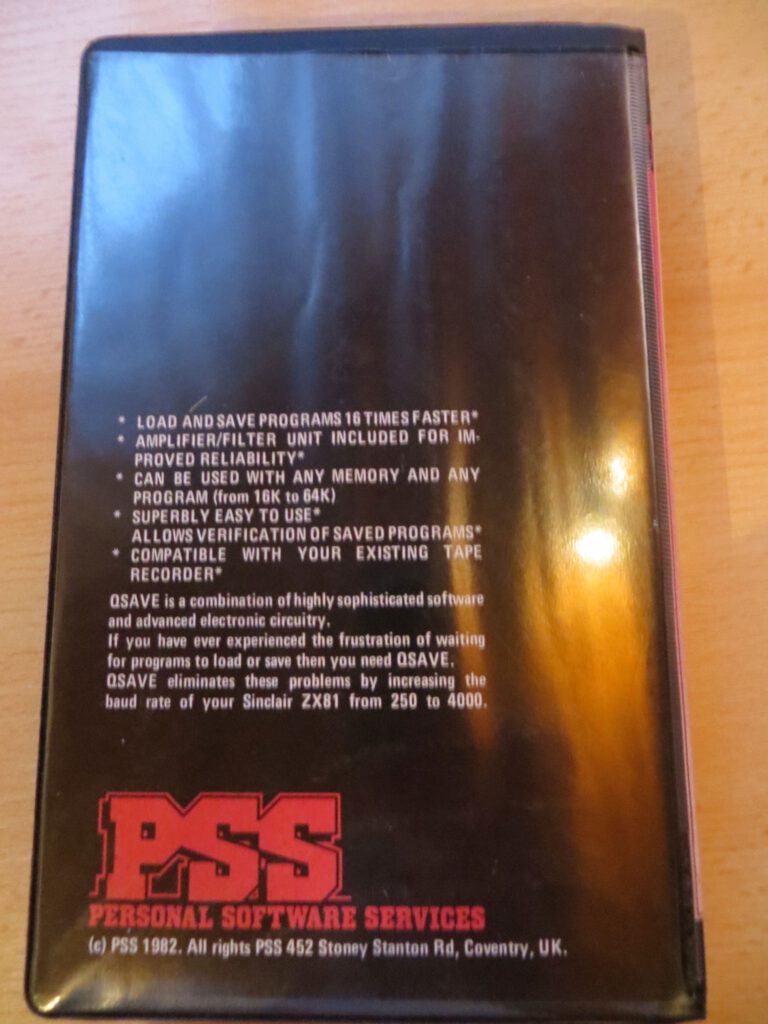 * LOAD AND SAVE PROGRAMS 16 TIMES FASTER*
* AMPLIFIER/FILTER UNIT INCLUDED FOR IM-
PROVED RELIABILITY*
* CAN BE USED WITH ANY MEMORY AND ANY
PROGRAM (from 16K to 64K)
* SUPERBLY EASY TO USE*
ALLOWS VERIFICATION OF SAVED PROGRAMS*
* COMPATIBLE WITH YOUR EXISTING TAPE
RECORDER*
QSAVE is a combination of highly sophisticated software
and advanced electronic circuitry.
If you have ever experienced the frustration of waiting
for programs to load or save then you need QSAVE.
QSAVE eliminates these problems by increasing the
baud rate of your Sinclair ZX81 from 250 to 4000.
PSS
PERSONAL SOFTWARE SERVICES
(c) PSS 1982. All rights PSS 452 Stoney Stanton Rd, Coventry, UK.